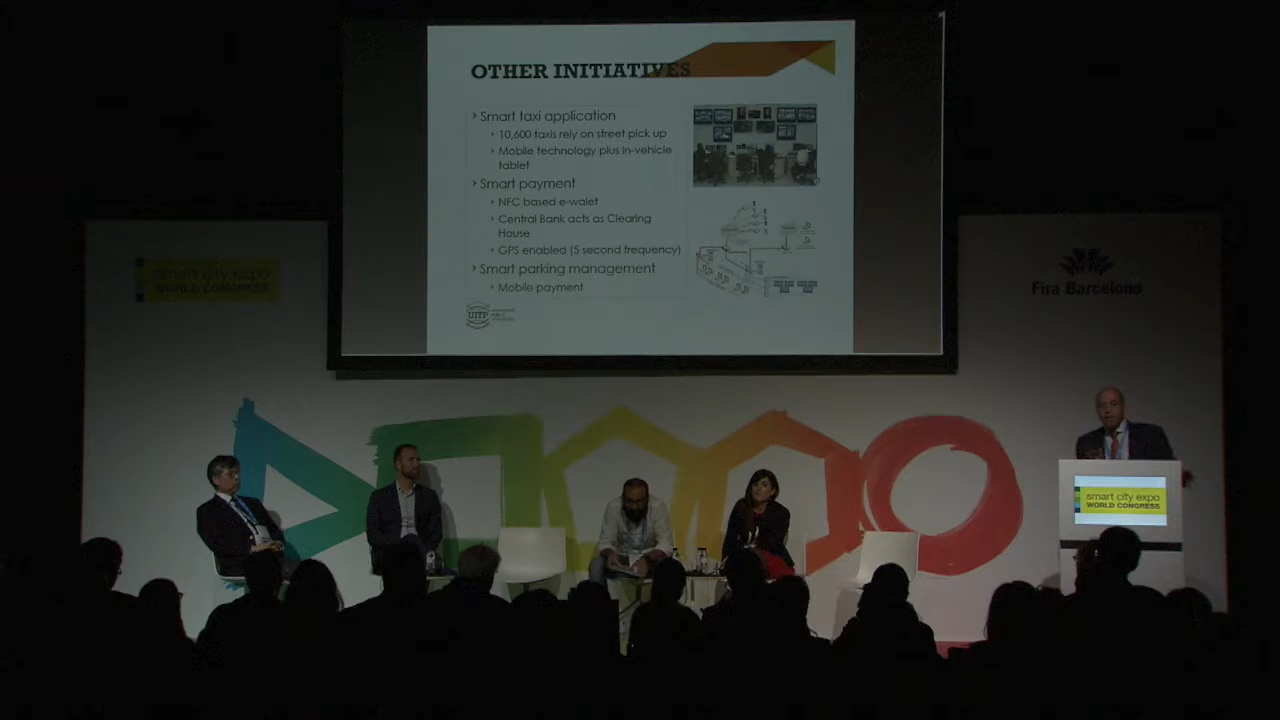 OTHER INITIATIVES
Smart taxi application
10,600 taxis rely on street pick up
Mobile technology plus in-vehicle
tablet
Smart payment
NFC based e-walet
Central Bank acts as Clearing
House
GPS enabled (5 second frequency)
Smart parking management
Mobile payment
UITP
smart city expo
WORLD CONGRESS
Fira Barcelona
smart city expo
WORLD CONGRESS